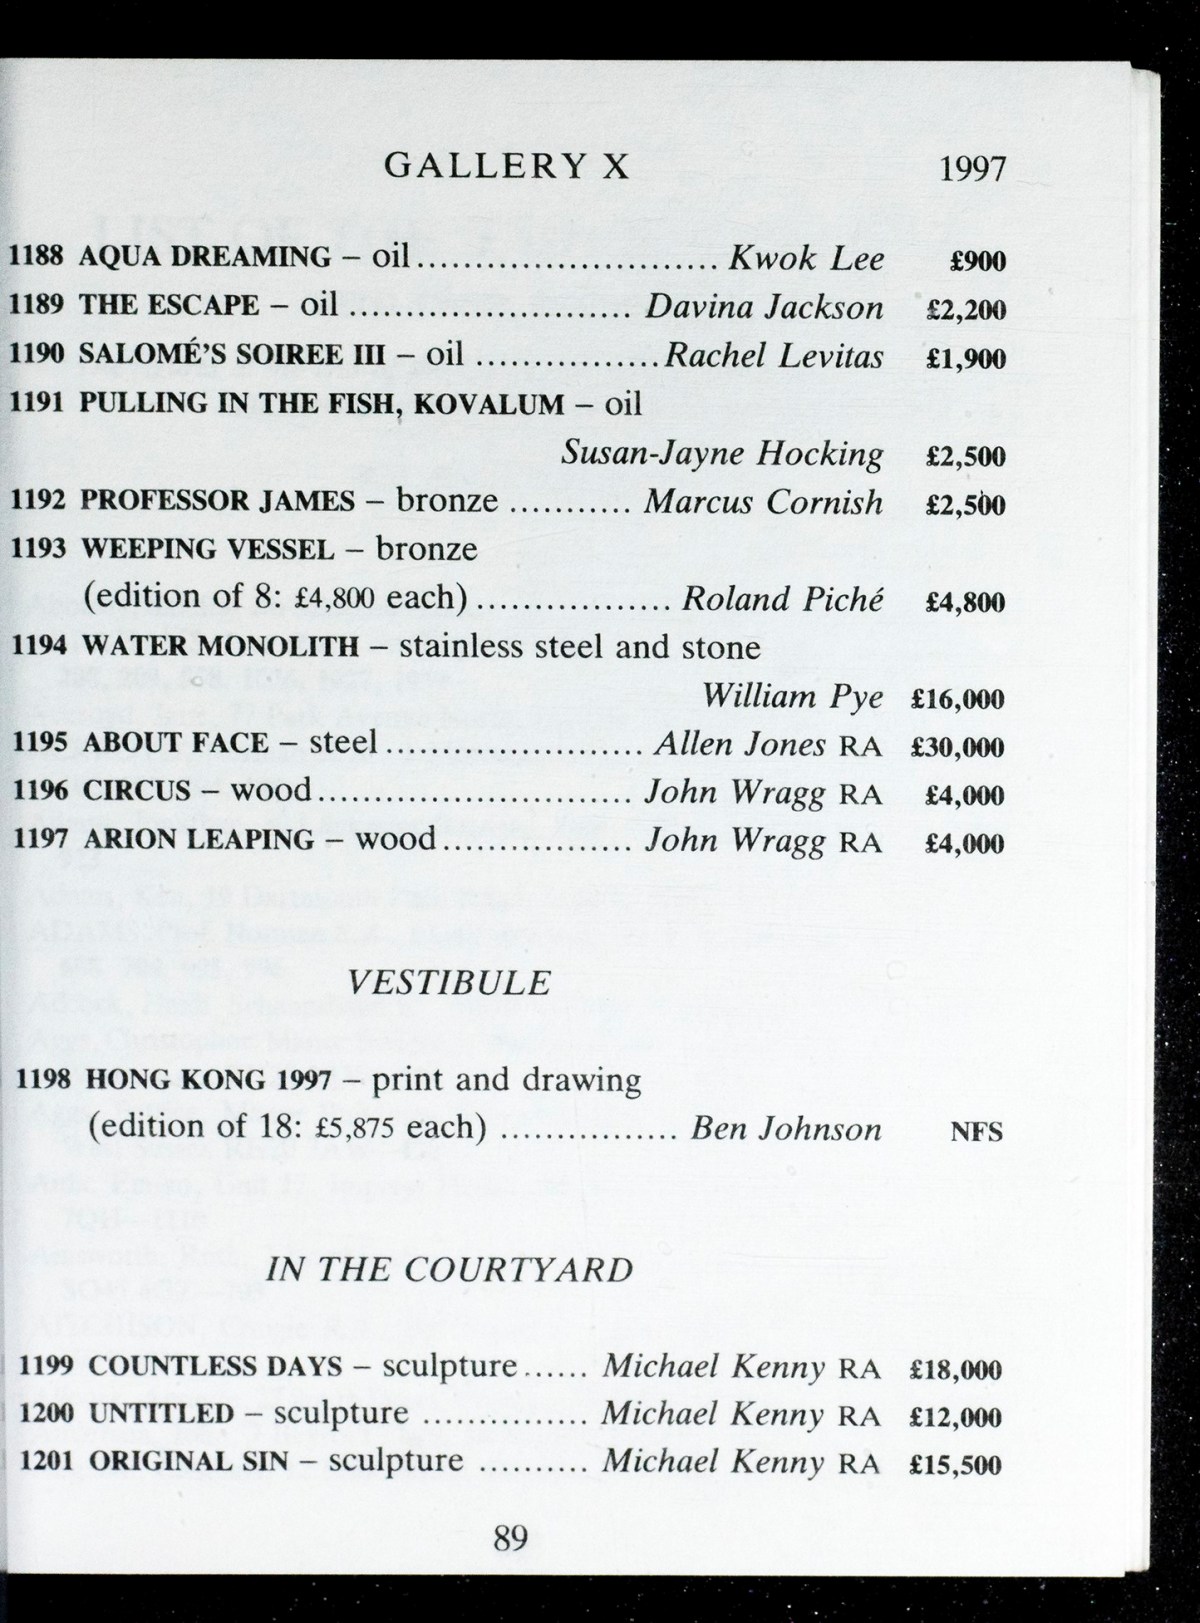 GALLERY X 1997
1188 AQUA DREAMING – oil............................ Kwok Lee £900
1189 THE ESCAPE – oil .......................... Davina Jackson £2,200
1190 SALOMÉ'S SOIREE III – oil .................Rachel Levitas £1,900
1191 PULLING IN THE FISH, KOVALUM – oil
Susan-Jayne Hocking £2,500
1192 PROFESSOR JAMES – bronze ........... Marcus Cornish £2,500
1193 WEEPING VESSEL – bronze
(edition of 8: £4,800 each).................. Roland Piché £4,800
1194 WATER MONOLITH – stainless steel and stone
William Pye £16,000
1195 ABOUT FACE – steel........................ Allen Jones RA £30,000
1196 CIRCUS – wood............................. John Wragg RA £4,000
1197 ARION LEAPING – wood.................. John Wragg RA £4,000
VESTIBULE
1198 HONG KONG 1997 – print and drawing
(edition of 18: £5,875 each) ................ Ben Johnson NFS
IN THE COURTYARD
1199 COUNTLESS DAYS – sculpture...... Michael Kenny RA £18,000
1200 UNTITLED – sculpture ............... Michael Kenny RA £12,000
1201 ORIGINAL SIN – sculpture .......... Michael Kenny RA £15,500
89